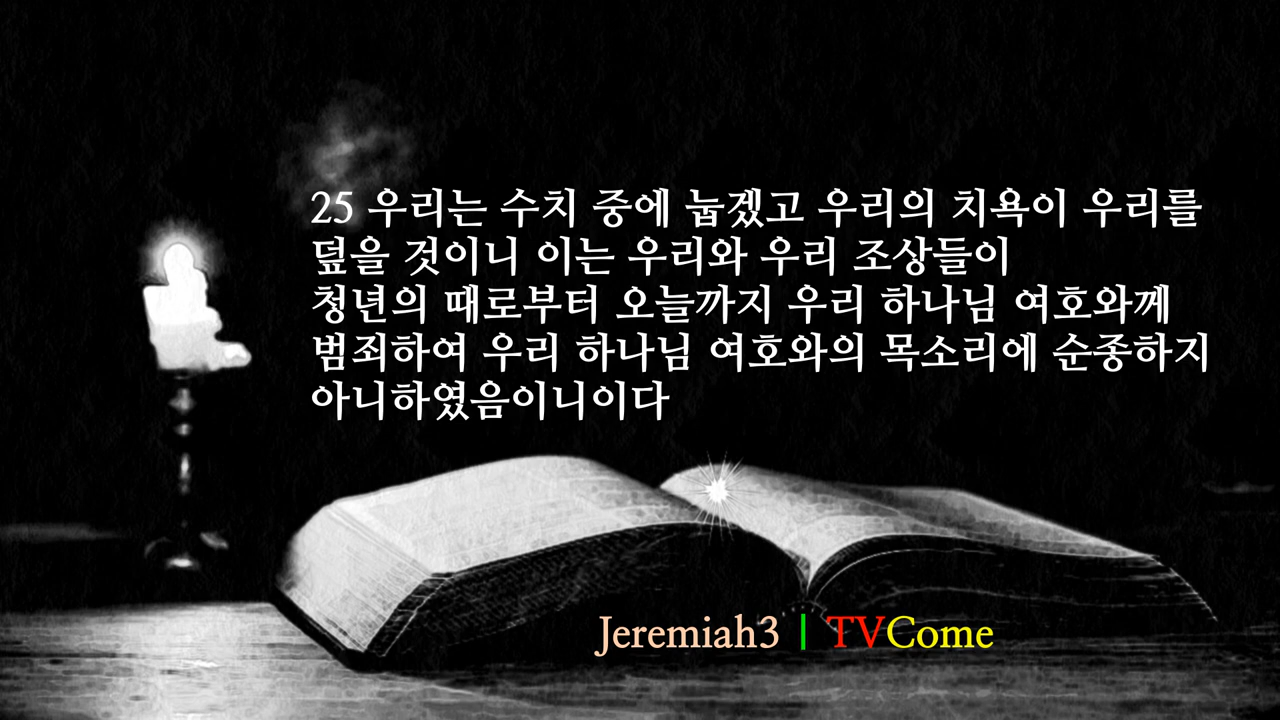 25 우리는 수치 중에 눕겠고 우리의 치욕이 우리를
덮을 것이니 이는 우리와 우리 조상들이
청년의 때로부터 오늘까지 우리 하나님 여호와께
범죄하여 우리 하나님 여호와의 목소리에 순종하지
아니하였음이니이다
Jeremiah3 | TVCome